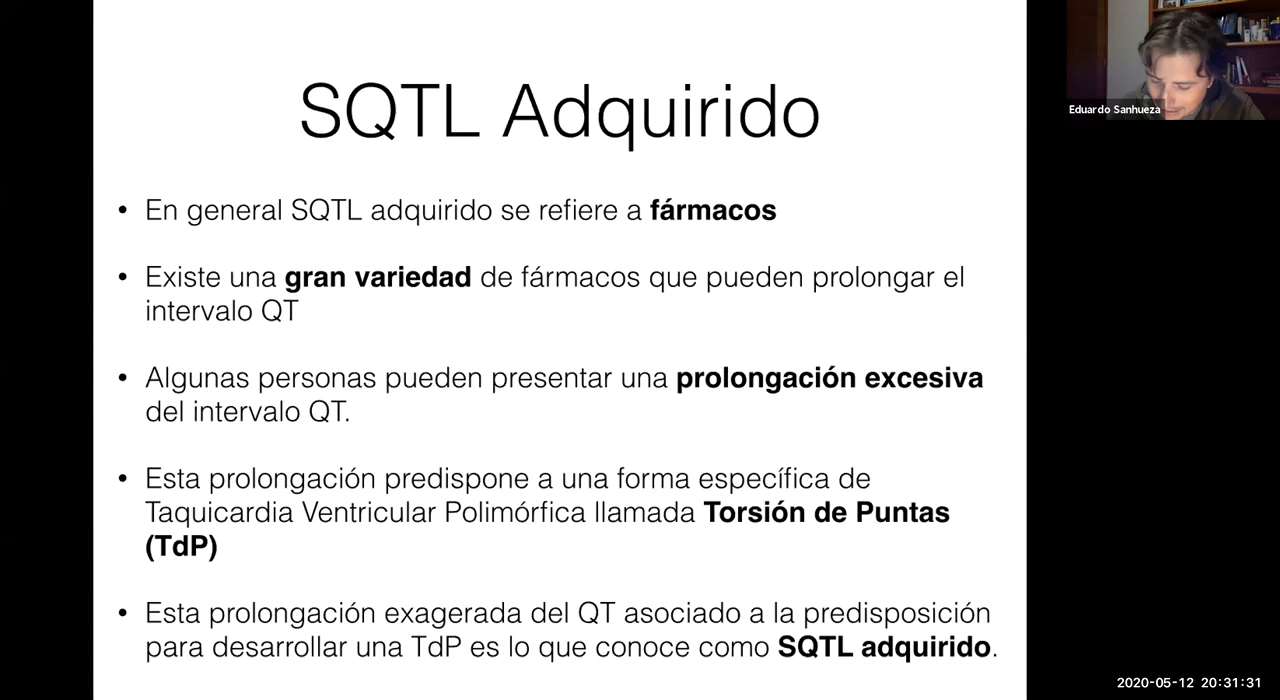 SQTL Adquirido
Eduardo Sanhueza
• En general SQTL adquirido se refiere a fármacos
• Existe una gran variedad de fármacos que pueden prolongar el
intervalo QT
• Algunas personas pueden presentar una prolongación excesiva
del intervalo QT.
• Esta prolongación predispone a una forma específica de
Taquicardia Ventricular Polimórfica llamada Torsión de Puntas
(TdP)
• Esta prolongación exagerada del QT asociado a la predisposición
para desarrollar una TdP es lo que conoce como SQTL adquirido.
2020-05-12 20:31:31